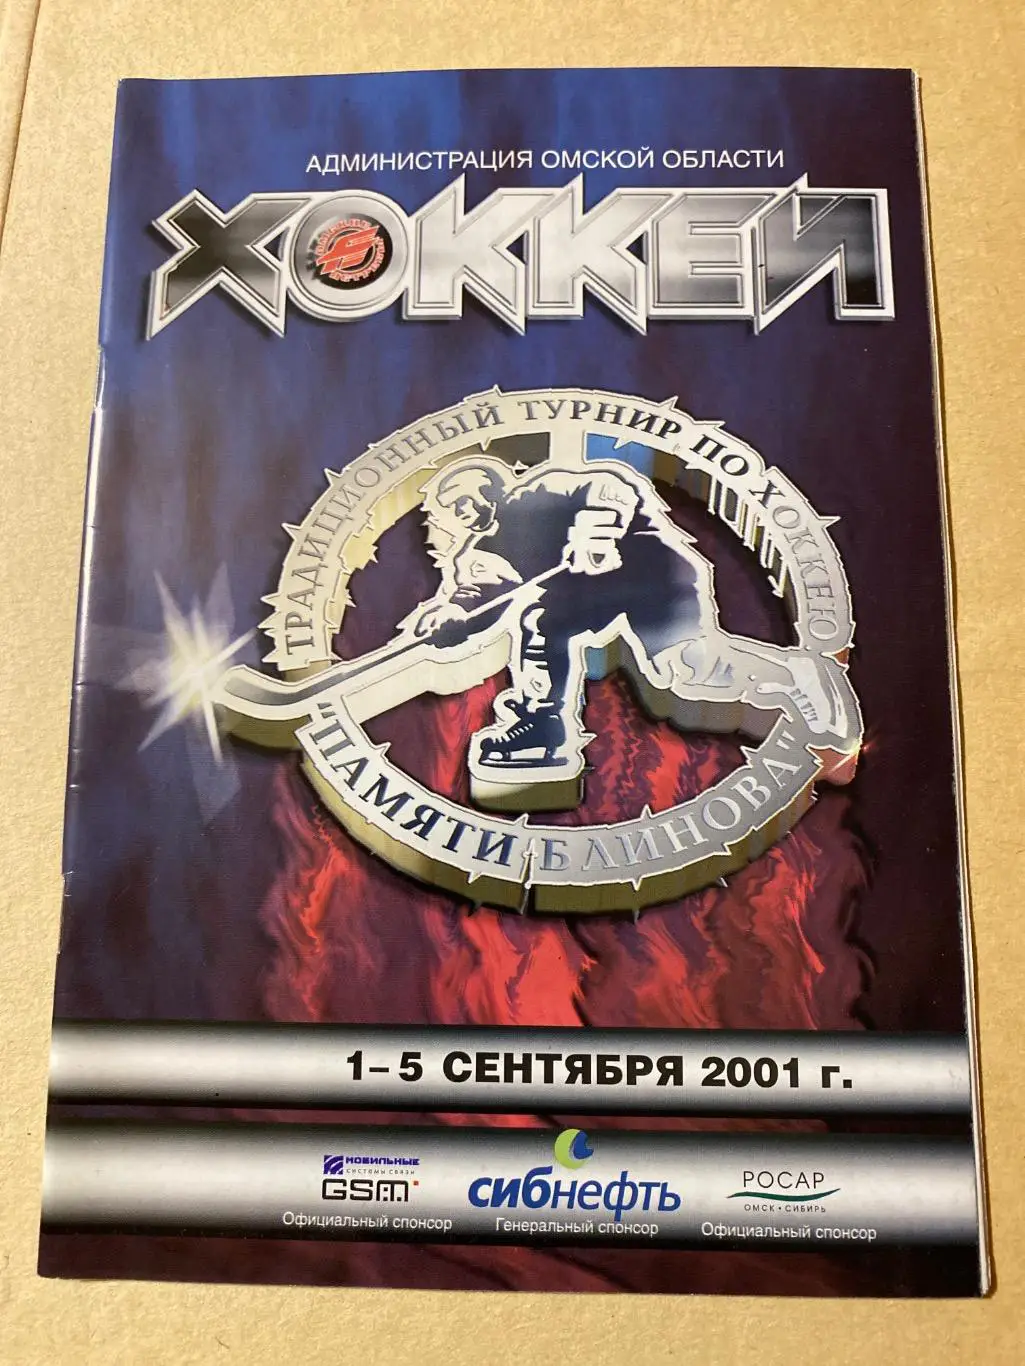 АДМИНИСТРАЦИЯ ОМСКОЙ ОБЛАСТИ
ХОККЕЙ
ТРАДИЦИОННЫЙ ТУРНИР ПО ХОККЕЮ
"ПАМЯТИ БЛИНОВА"
1–5 СЕНТЯБРЯ 2001 г.
МОБИЛЬНЫЕ
СИСТЕМЫ СВЯЗИ
GSM
Официальный спонсор
сибнефть
Генеральный спонсор
РОСАР
ОМСК • СИБИРЬ
Официальный спонсор